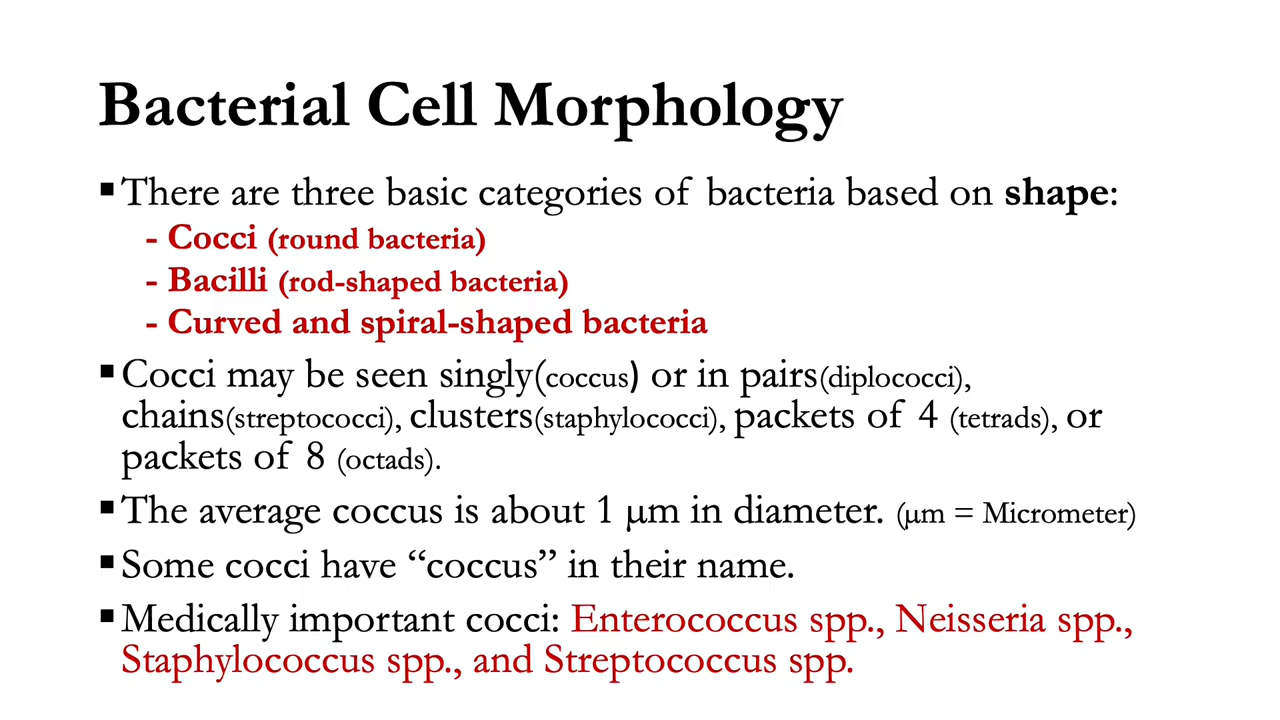 Bacterial Cell Morphology
▪There are three basic categories of bacteria based on shape:
- Cocci (round bacteria)
- Bacilli (rod-shaped bacteria)
- Curved and spiral-shaped bacteria
▪Cocci may be seen singly(coccus) or in pairs(diplococci),
chains(streptococci), clusters(staphylococci), packets of 4 (tetrads), or
packets of 8 (octads).
▪The average coccus is about 1 μm in diameter. (μm = Micrometer)
▪Some cocci have “coccus” in their name.
▪Medically important cocci: Enterococcus spp., Neisseria spp.,
Staphylococcus spp., and Streptococcus spp.